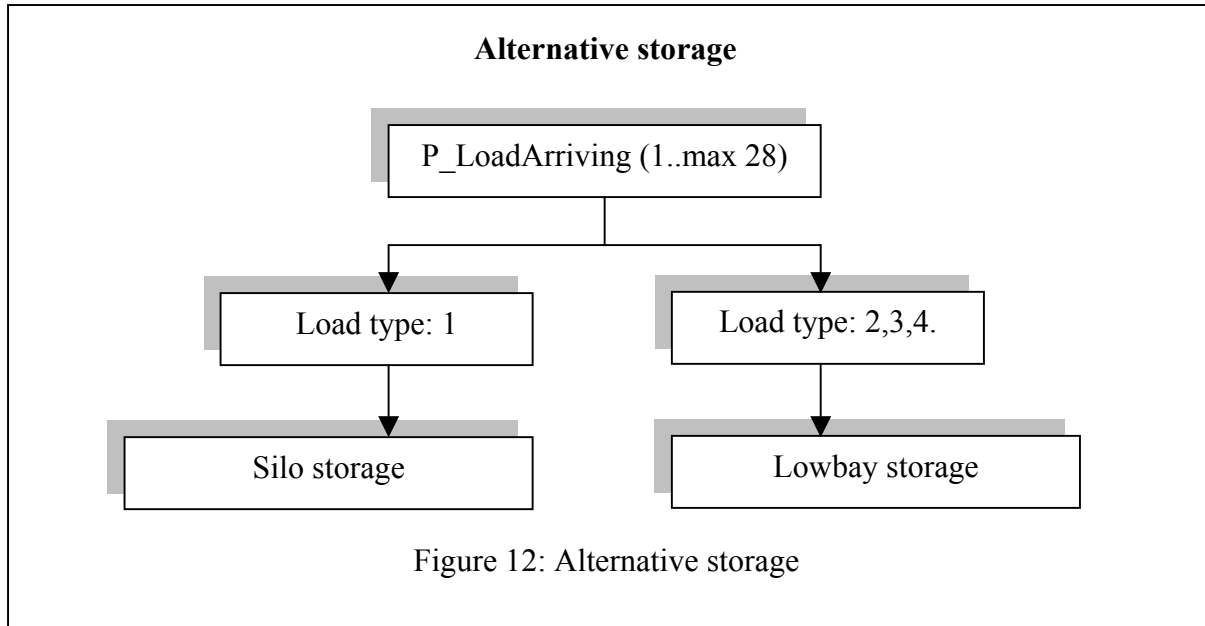 Alternative storage
P_LoadArriving (1..max 28)
Load type: 1
Load type: 2,3,4.
Silo storage
Lowbay storage
Figure 12: Alternative storage